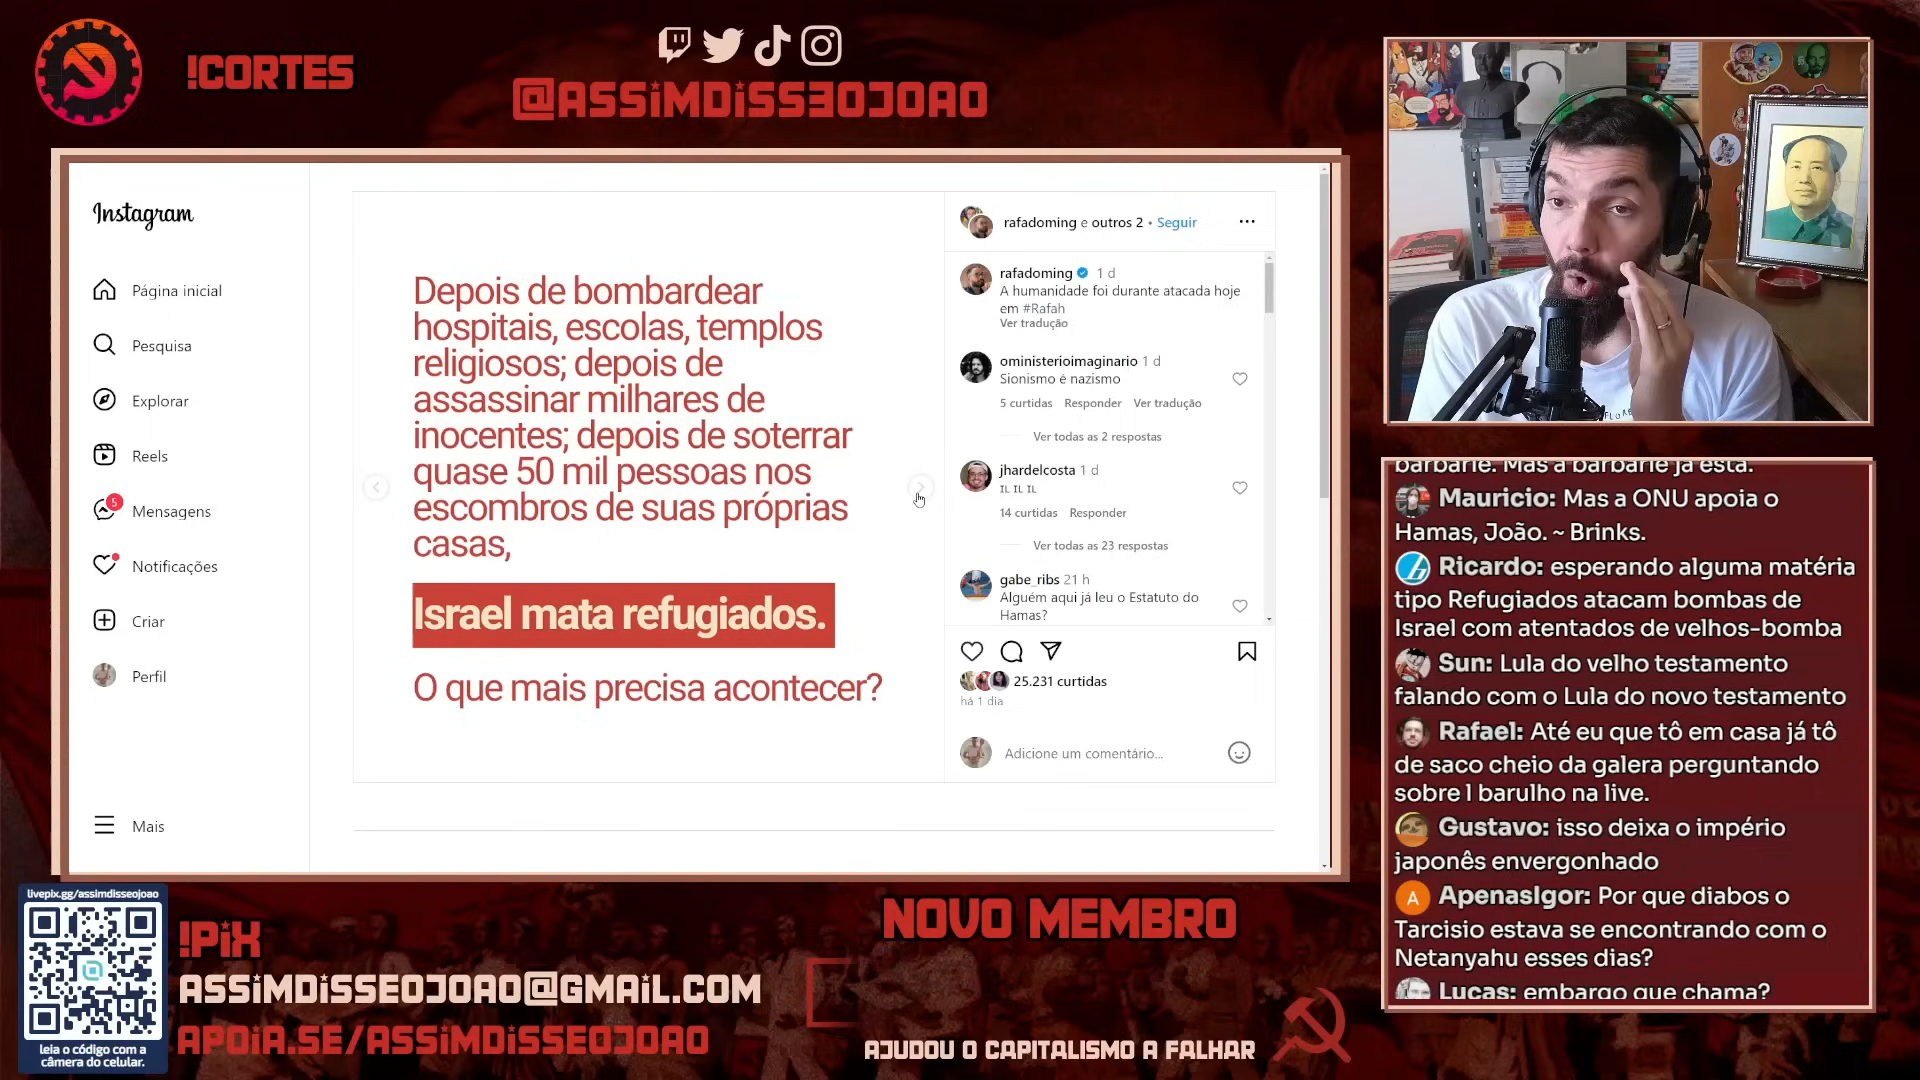 !CORTES
@ASSIMDISSEOJOAO
Instagram
Página inicial
Pesquisa
Explorar
Reels
5
Mensagens
Notificações
Criar
Perfil
Mais
Depois de bombardear
hospitais, escolas, templos
religiosos; depois de
assassinar milhares de
inocentes; depois de soterrar
quase 50 mil pessoas nos
escombros de suas próprias
casas,
Israel mata refugiados.
O que mais precisa acontecer?
rafadoming e outros 2 • Seguir
rafadoming 1 d
A humanidade foi durante atacada hoje
em #Rafah
Ver tradução
oministerioimaginario 1 d
Sionismo é nazismo
5 curtidas Responder Ver tradução
Ver todas as 2 respostas
jhardelcosta 1 d
IL IL IL
14 curtidas Responder
Ver todas as 23 respostas
gabe_ribs 21 h
Alguém aqui já leu o Estatuto do
Hamas?
25.231 curtidas
há 1 dia
Adicione um comentário...
barbárie. Mas a barbárie já está.
Mauricio: Mas a ONU apoia o
Hamas, João. ~ Brinks.
Ricardo: esperando alguma matéria
tipo Refugiados atacam bombas de
Israel com atentados de velhos-bomba
Sun: Lula do velho testamento
falando com o Lula do novo testamento
Rafael: Até eu que tô em casa já tô
de saco cheio da galera perguntando
sobre l barulho na live.
Gustavo: isso deixa o império
japonês envergonhado
A ApenasIgor: Por que diabos o
Tarcisio estava se encontrando com o
Netanyahu esses dias?
Lucas: embargo que chama?
livepix.gg/assimdisseojoao
leia o código com a
câmera do celular.
!PIX
ASSIMDISSEOJOAO@GMAIL.COM
APOIA.SE/ASSIMDISSEOJOAO
NOVO MEMBRO
AJUDOU O CAPITALISMO A FALHAR